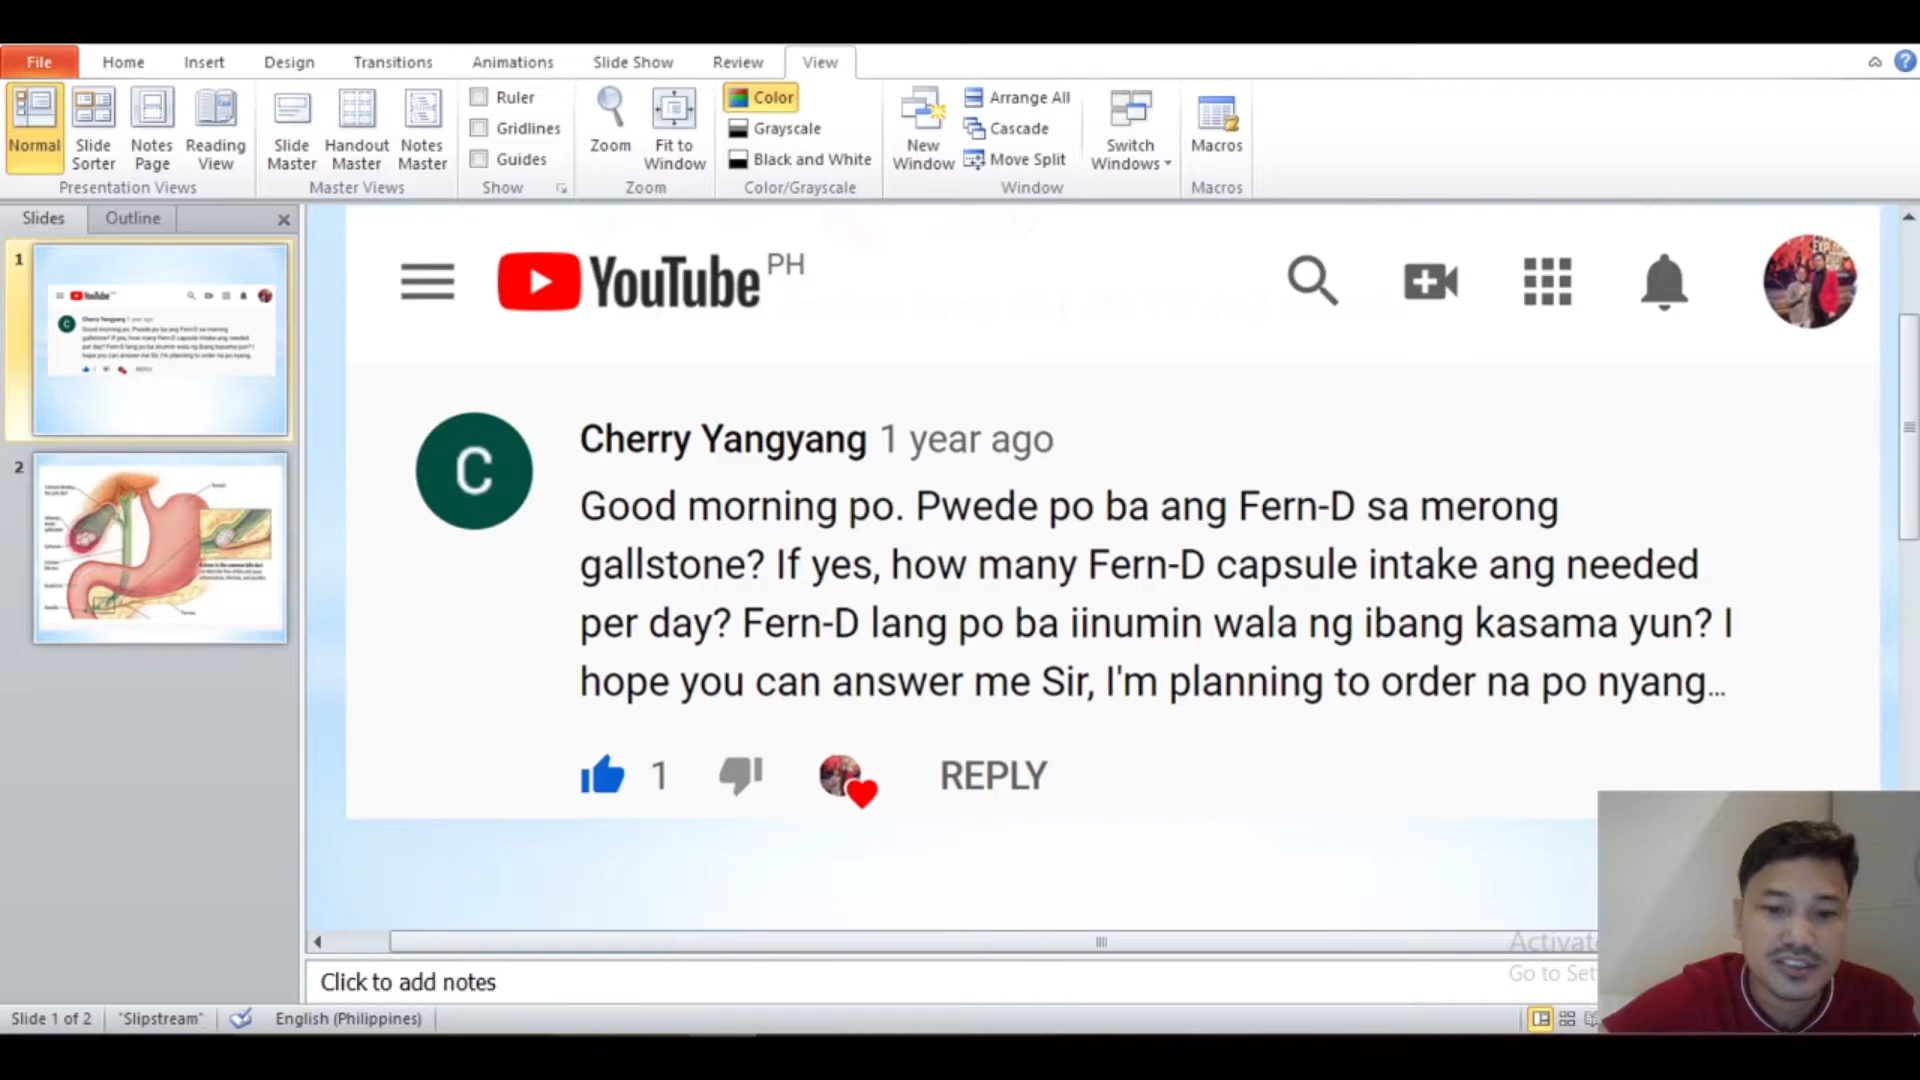 File Home Insert Design Transitions Animations Slide Show Review View
Normal
Slide Sorter
Notes Page
Reading View
Presentation Views
Slide Master
Handout Master
Notes Master
Master Views
Ruler
Gridlines
Guides
Show
Zoom
Fit to Window
Zoom
Color
Grayscale
Black and White
Color/Grayscale
New Window
Arrange All
Cascade
Move Split
Switch Windows
Window
Macros
Macros
Slides Outline
1
2
YouTube PH
C
Cherry Yangyang 1 year ago
Good morning po. Pwede po ba ang Fern-D sa merong
gallstone? If yes, how many Fern-D capsule intake ang needed
per day? Fern-D lang po ba iinumin wala ng ibang kasama yun? I
hope you can answer me Sir, I'm planning to order na po nyang...
1 REPLY
Click to add notes
Slide 1 of 2 "Slipstream" English (Philippines)